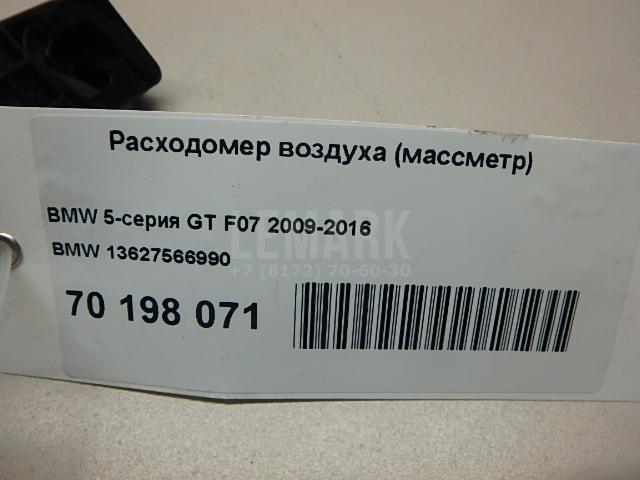 Расходомер воздуха (массметр)
BMW 5-серия GT F07 2009-2016
LEMARK
BMW 13627566990
+7 (8172) 70-60-30
70 198 071